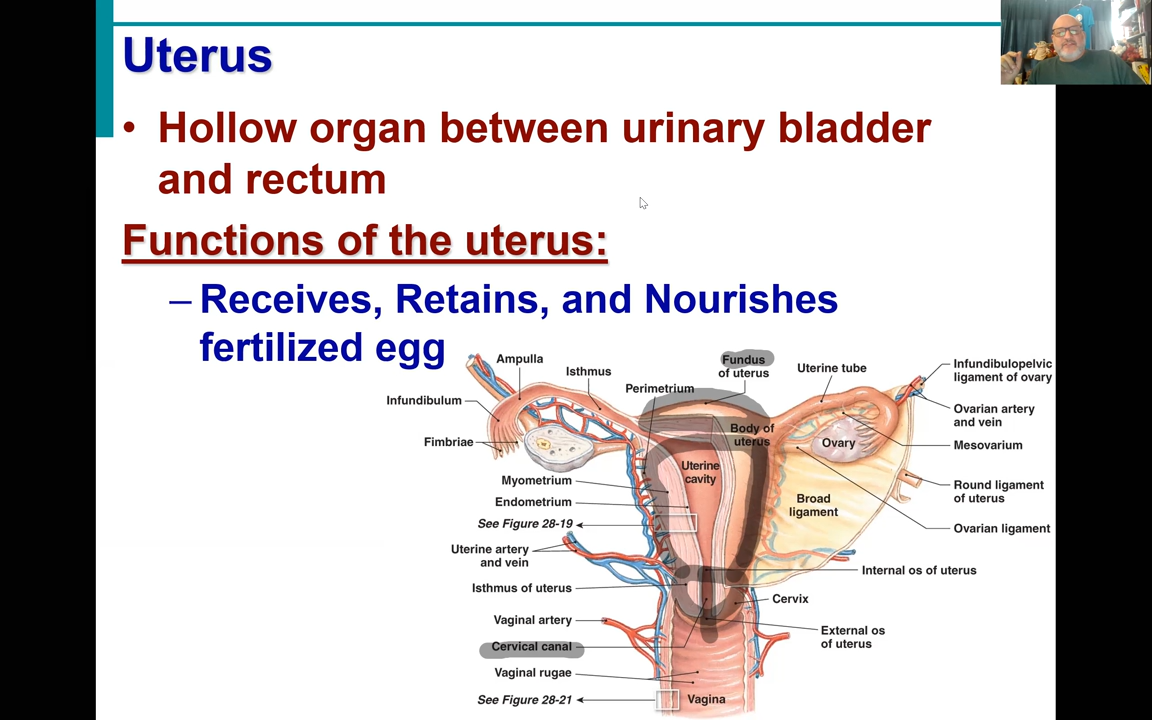 Uterus
• Hollow organ between urinary bladder
and rectum
Functions of the uterus:
– Receives, Retains, and Nourishes
fertilized egg
Ampulla
Isthmus
Perimetrium
Fundus
of uterus
Uterine tube
Infundibulopelvic
ligament of ovary
Infundibulum
Ovarian artery
and vein
Fimbriae
Body of
uterus
Ovary
Mesovarium
Myometrium
Uterine
cavity
Round ligament
of uterus
Endometrium
Broad
ligament
See Figure 28-19
Ovarian ligament
Uterine artery
and vein
Internal os of uterus
Isthmus of uterus
Cervix
Vaginal artery
External os
of uterus
Cervical canal
Vaginal rugae
See Figure 28-21
Vagina